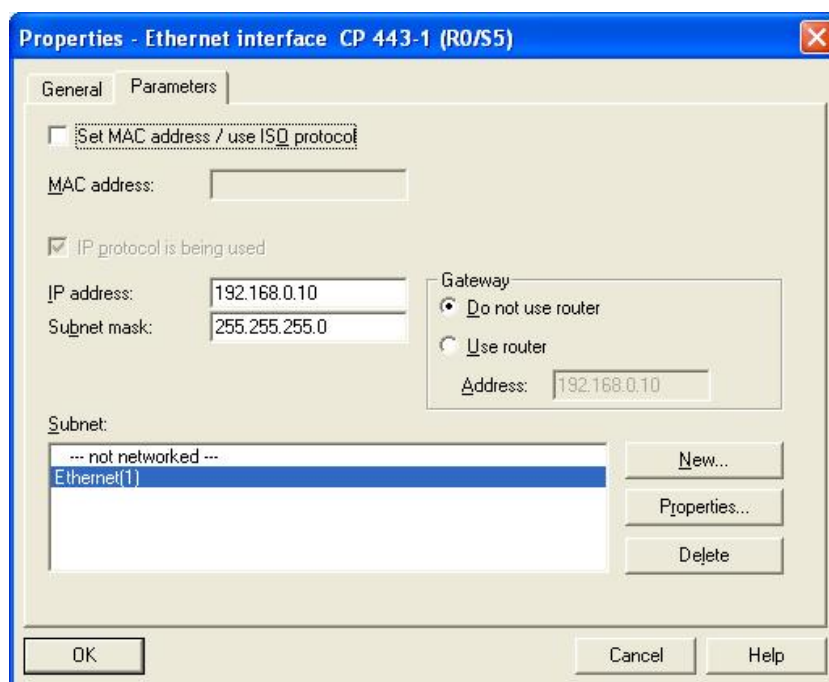 Properties - Ethernet interface CP 443-1 (R0/S5)
General Parameters
Set MAC address / use ISO protocol
MAC address:
IP protocol is being used
IP address: 192.168.0.10
Subnet mask: 255.255.255.0
Gateway
Do not use router
Use router
Address: 192.168.0.10
Subnet:
--- not networked ---
Ethernet(1)
New...
Properties...
Delete
OK Cancel Help